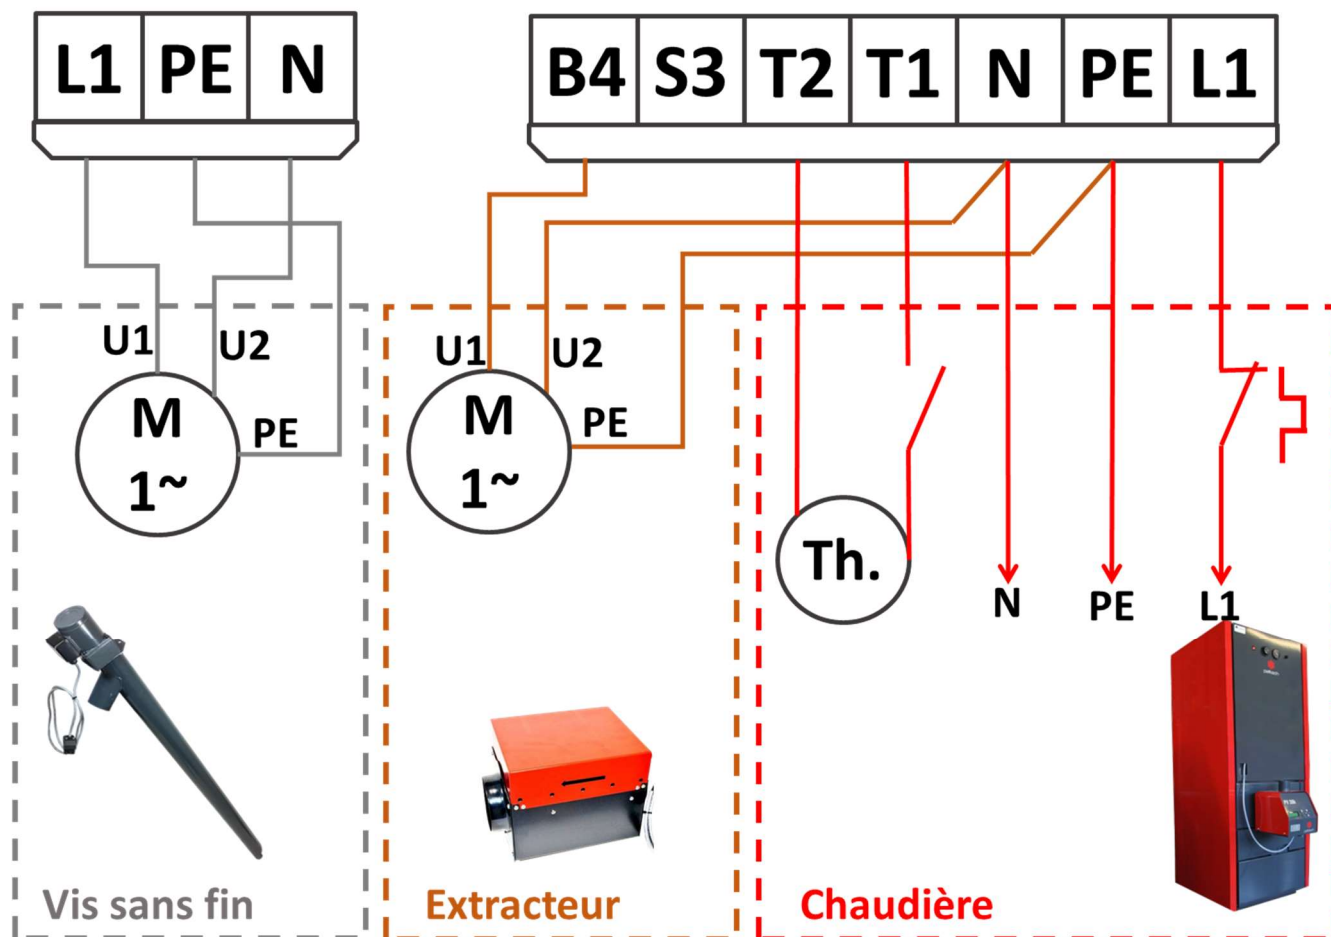 L1 PE N
B4 S3 T2 T1 N PE L1
U1 U2
M
1~
PE
U1 U2
M
1~
PE
Th.
N PE L1
Vis sans fin
Extracteur
Chaudière